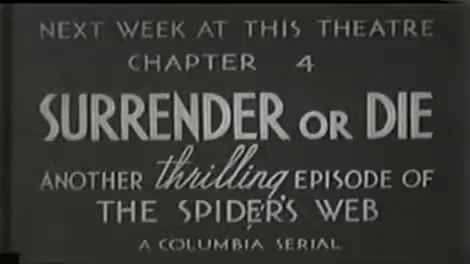 NEXT WEEK AT THIS THEATRE
CHAPTER 4
SURRENDER OR DIE
ANOTHER thrilling EPISODE OF
THE SPIDER'S WEB
A COLUMBIA SERIAL